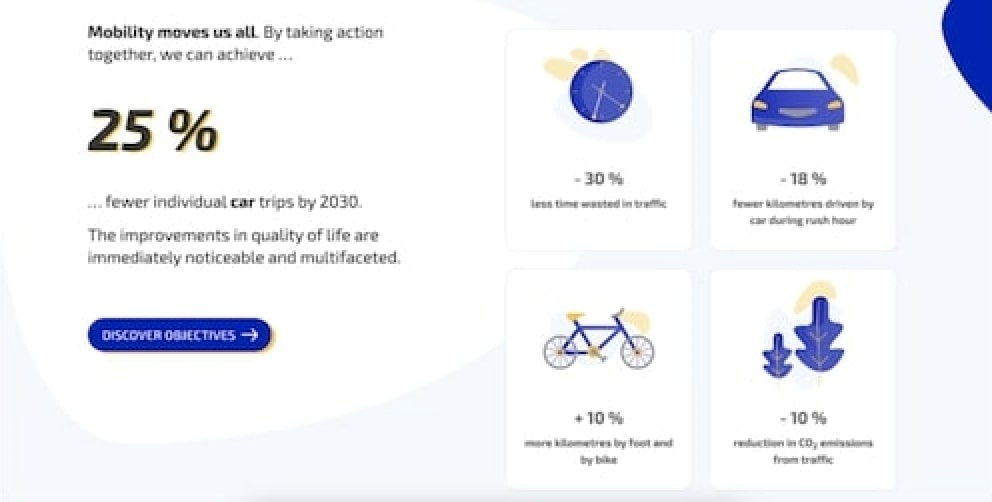 Mobility moves us all. By taking action
together, we can achieve ...
25 %
... fewer individual car trips by 2030.
The improvements in quality of life are
immediately noticeable and multifaceted.
DISCOVER OBJECTIVES →
- 30 %
less time wasted in traffic
- 18 %
fewer kilometres driven by
car during rush hour
+ 10 %
more kilometres by foot and
by bike
- 10 %
reduction in CO₂ emissions
from traffic